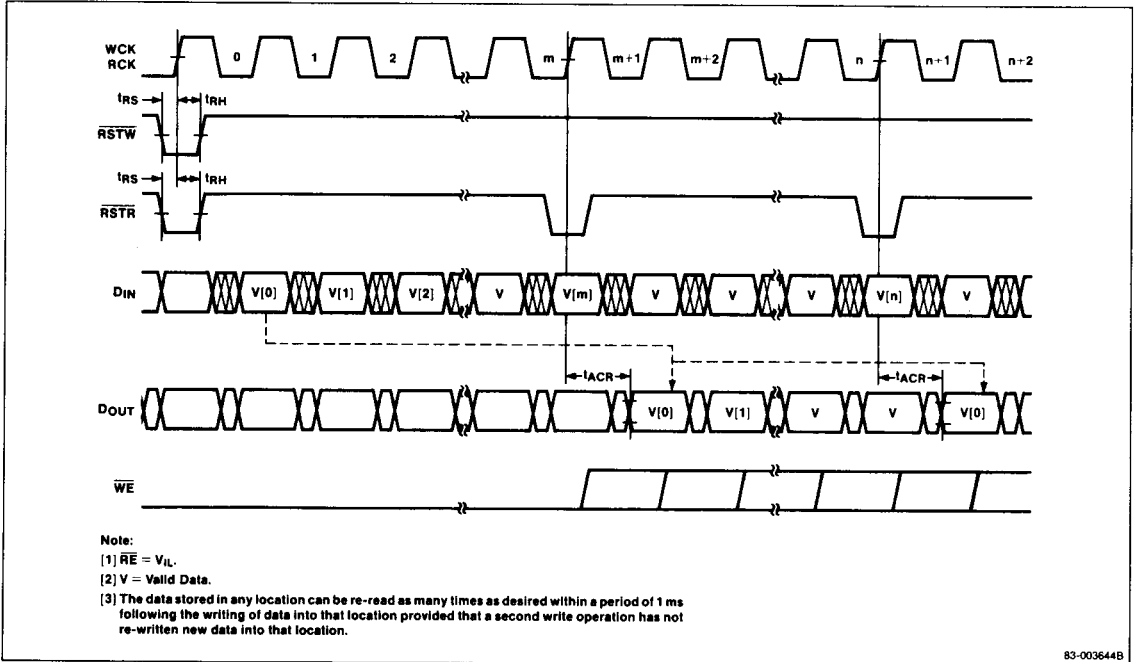 WCK
RCK
0 1 2 m m+1 m+2 n n+1 n+2
tRS tRH
RSTW
tRS tRH
RSTR
DIN V[0] V[1] V[2] V V[m] V V V V[n] V
tACR tACR
DOUT V[0] V[1] V V V[0]
WE
Note:
[1] RE = VIL.
[2] V = Valid Data.
[3] The data stored in any location can be re-read as many times as desired within a period of 1 ms
following the writing of data into that location provided that a second write operation has not
re-written new data into that location.
83-003644B